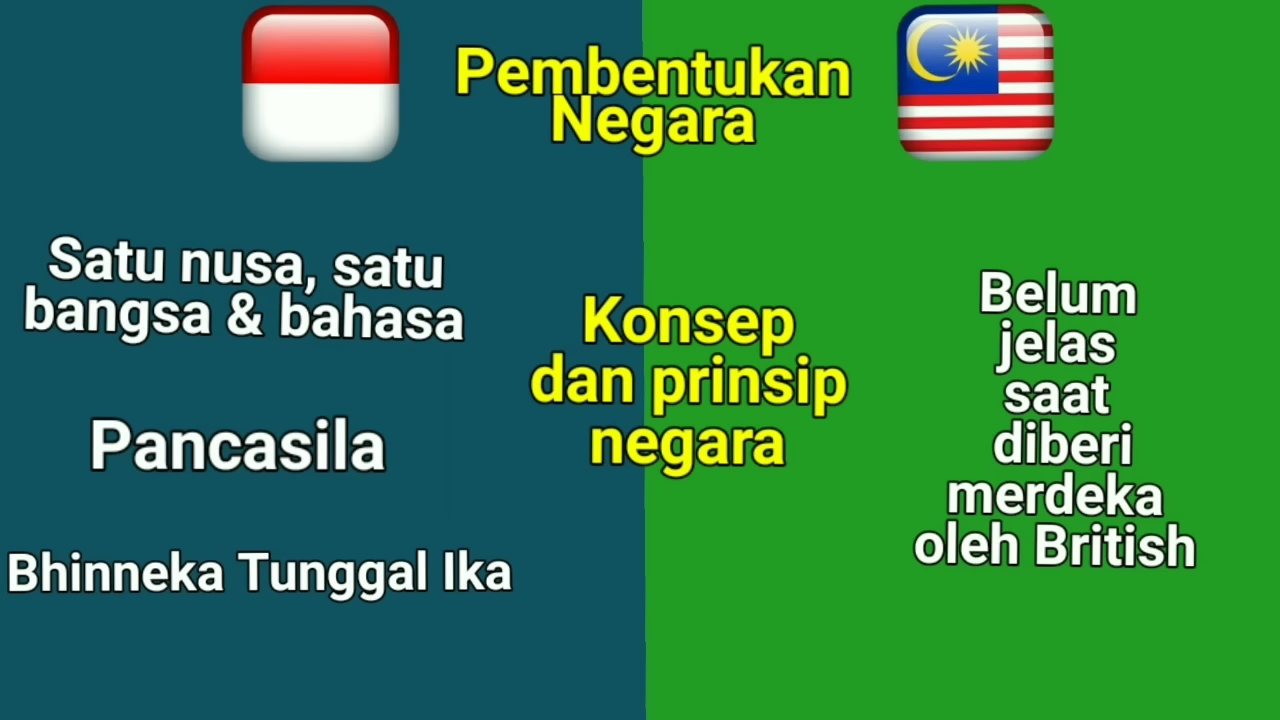 Pembentukan
Negara
Satu nusa, satu
bangsa & bahasa
Pancasila
Bhinneka Tunggal Ika
Konsep
dan prinsip
negara
Belum
jelas
saat
diberi
merdeka
oleh British